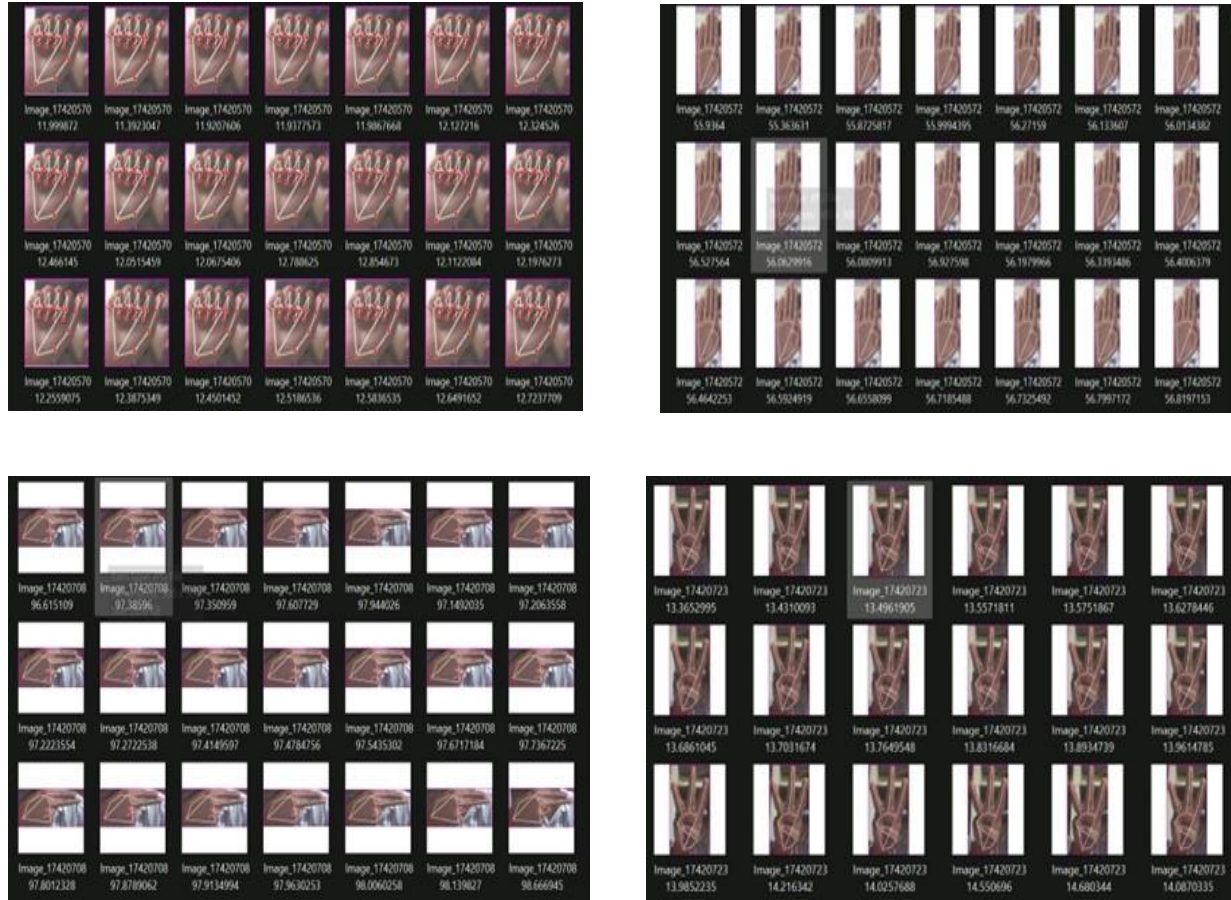 Image_17420570 Image_17420570 Image_17420570 Image_17420570 Image_17420570 Image_17420570 Image_17420570
11.999872 11.3923047 11.9207606 11.9377573 11.9867668 12.127216 12.324526
Image_17420570 Image_17420570 Image_17420570 Image_17420570 Image_17420570 Image_17420570 Image_17420570
12.466145 12.0515459 12.0675406 12.788625 12.854673 12.1122084 12.1976273
Image_17420570 Image_17420570 Image_17420570 Image_17420570 Image_17420570 Image_17420570 Image_17420570
12.2559075 12.3875349 12.4501452 12.5186536 12.5836535 12.6491652 12.7237709
Image_17420572 Image_17420572 Image_17420572 Image_17420572 Image_17420572 Image_17420572 Image_17420572
55.9364 55.363631 55.8725817 55.9994395 56.27159 56.133607 56.0134382
Image_17420572 Image_17420572 Image_17420572 Image_17420572 Image_17420572 Image_17420572 Image_17420572
56.527564 56.0629916 56.0809913 56.927598 56.1979966 56.3393486 56.4006379
Image_17420572 Image_17420572 Image_17420572 Image_17420572 Image_17420572 Image_17420572 Image_17420572
56.4642253 56.5924919 56.6558099 56.7185488 56.7325492 56.7997172 56.8197153
Image_17420708 Image_17420708 Image_17420708 Image_17420708 Image_17420708 Image_17420708 Image_17420708
96.615109 97.38596 97.350959 97.607729 97.944026 97.1492035 97.2063558
Image_17420708 Image_17420708 Image_17420708 Image_17420708 Image_17420708 Image_17420708 Image_17420708
97.2223554 97.2722538 97.4149597 97.4784756 97.5435302 97.6717184 97.7367225
Image_17420708 Image_17420708 Image_17420708 Image_17420708 Image_17420708 Image_17420708 Image_17420708
97.8012328 97.8789062 97.9134994 97.9630253 98.0060258 98.139827 98.666945
Image_17420723 Image_17420723 Image_17420723 Image_17420723 Image_17420723 Image_17420723
13.3652995 13.4310093 13.4961905 13.5571811 13.5751867 13.6278446
Image_17420723 Image_17420723 Image_17420723 Image_17420723 Image_17420723 Image_17420723
13.6861045 13.7031674 13.7649548 13.8316684 13.8934739 13.9614785
Image_17420723 Image_17420723 Image_17420723 Image_17420723 Image_17420723 Image_17420723
13.9852235 14.216342 14.0257688 14.550696 14.680344 14.0870335